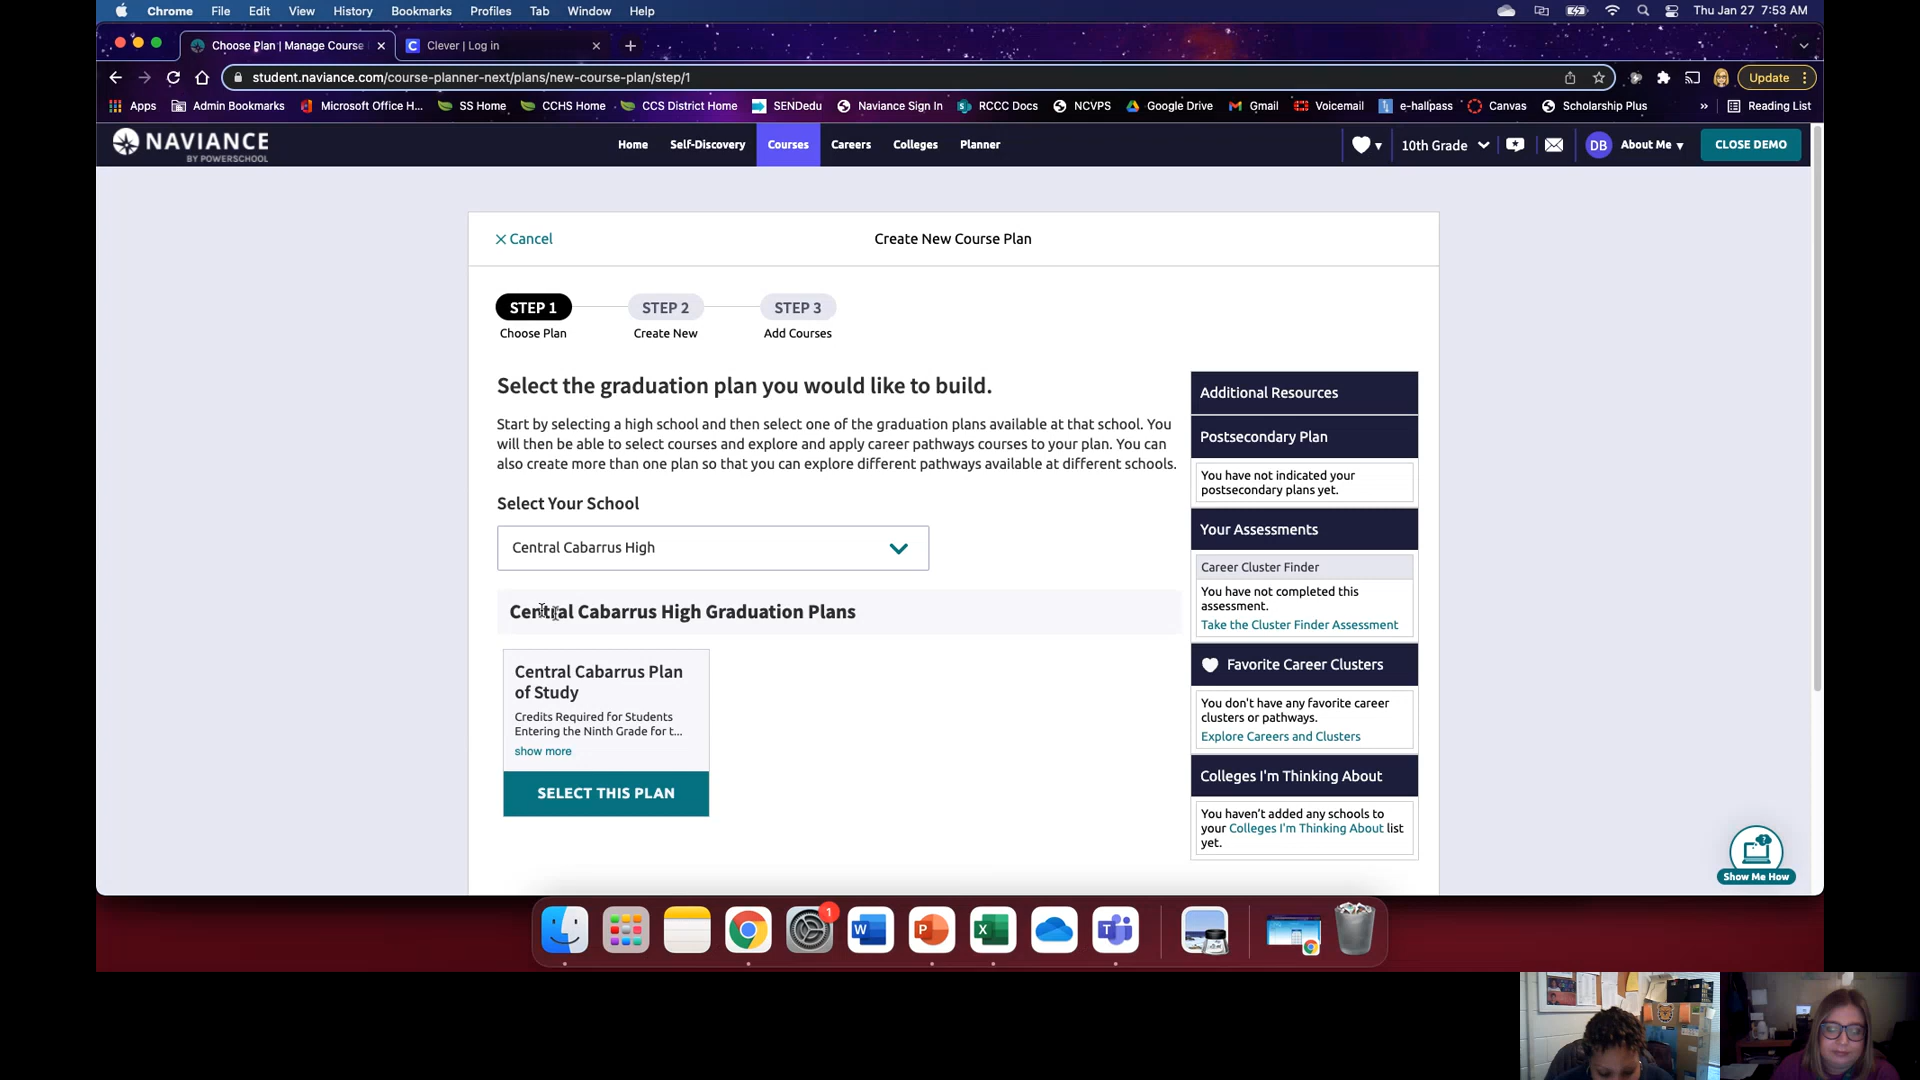 Chrome File Edit View History Bookmarks Profiles Tab Window Help
Thu Jan 27 7:53 AM
Choose Plan | Manage Course
Clever | Log in
student.naviance.com/course-planner-next/plans/new-course-plan/step/1
Update
Apps Admin Bookmarks Microsoft Office H... SS Home CCHS Home CCS District Home SENDedu Naviance Sign In RCCC Docs NCVPS Google Drive Gmail Voicemail e-hallpass Canvas Scholarship Plus » Reading List
NAVIANCE
BY POWERSCHOOL
Home Self-Discovery Courses Careers Colleges Planner
10th Grade
DB About Me
CLOSE DEMO
Cancel
Create New Course Plan
STEP 1 STEP 2 STEP 3
Choose Plan Create New Add Courses
Select the graduation plan you would like to build.
Start by selecting a high school and then select one of the graduation plans available at that school. You
will then be able to select courses and explore and apply career pathways courses to your plan. You can
also create more than one plan so that you can explore different pathways available at different schools.
Select Your School
Central Cabarrus High
Central Cabarrus High Graduation Plans
Central Cabarrus Plan
of Study
Credits Required for Students
Entering the Ninth Grade for t...
show more
SELECT THIS PLAN
Additional Resources
Postsecondary Plan
You have not indicated your
postsecondary plans yet.
Your Assessments
Career Cluster Finder
You have not completed this
assessment.
Take the Cluster Finder Assessment
Favorite Career Clusters
You don't have any favorite career
clusters or pathways.
Explore Careers and Clusters
Colleges I'm Thinking About
You haven't added any schools to
your Colleges I'm Thinking About list
yet.
?
Show Me How
1
W P X T